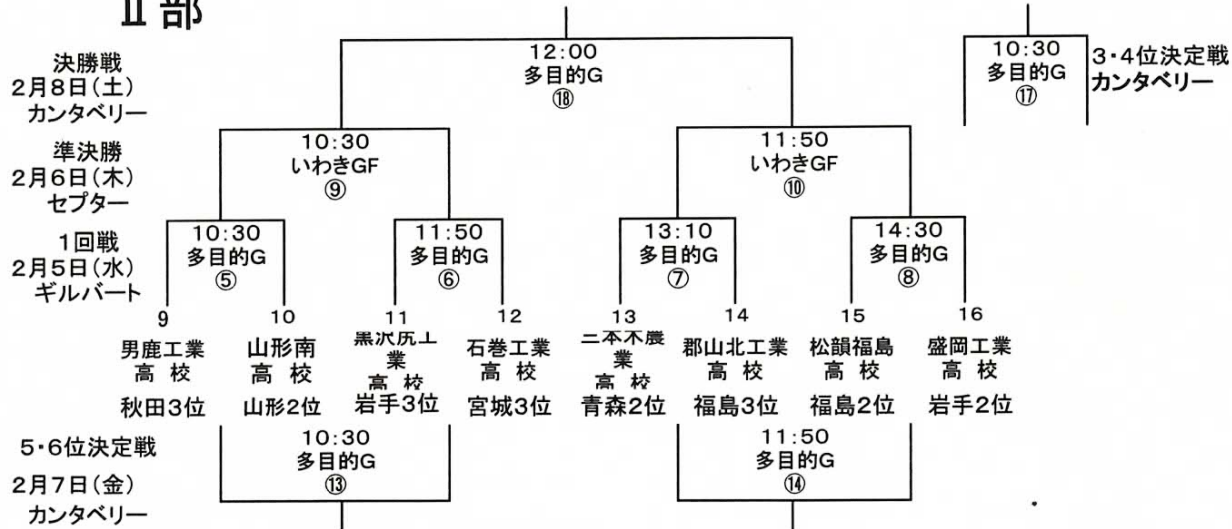 Ⅱ部
決勝戦
2月8日(土)
カンタベリー
12:00
多目的G
⑱
10:30
多目的G
⑰
3・4位決定戦
カンタベリー
準決勝
2月6日(木)
セプター
10:30
いわきGF
⑨
11:50
いわきGF
⑩
1回戦
2月5日(水)
ギルバート
10:30
多目的G
⑤
11:50
多目的G
⑥
13:10
多目的G
⑦
14:30
多目的G
⑧
9
男鹿工業
高 校
秋田3位
10
山形南
高 校
山形2位
11
黒沢尻工
業
高 校
岩手3位
12
石巻工業
高 校
宮城3位
13
三本木農
業
高 校
青森2位
14
郡山北工業
高 校
福島3位
15
松韻福島
高 校
福島2位
16
盛岡工業
高 校
岩手2位
5・6位決定戦
2月7日(金)
カンタベリー
10:30
多目的G
⑬
11:50
多目的G
⑭